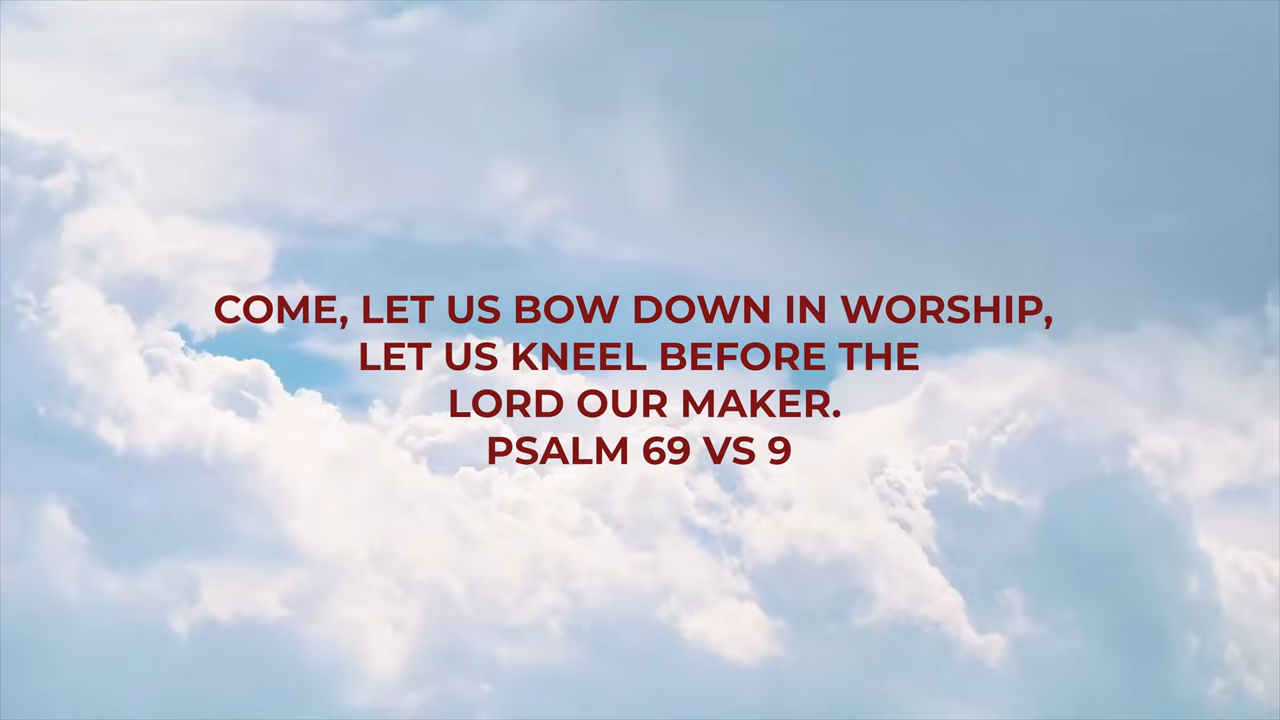 COME, LET US BOW DOWN IN WORSHIP,
LET US KNEEL BEFORE THE
LORD OUR MAKER.
PSALM 69 VS 9